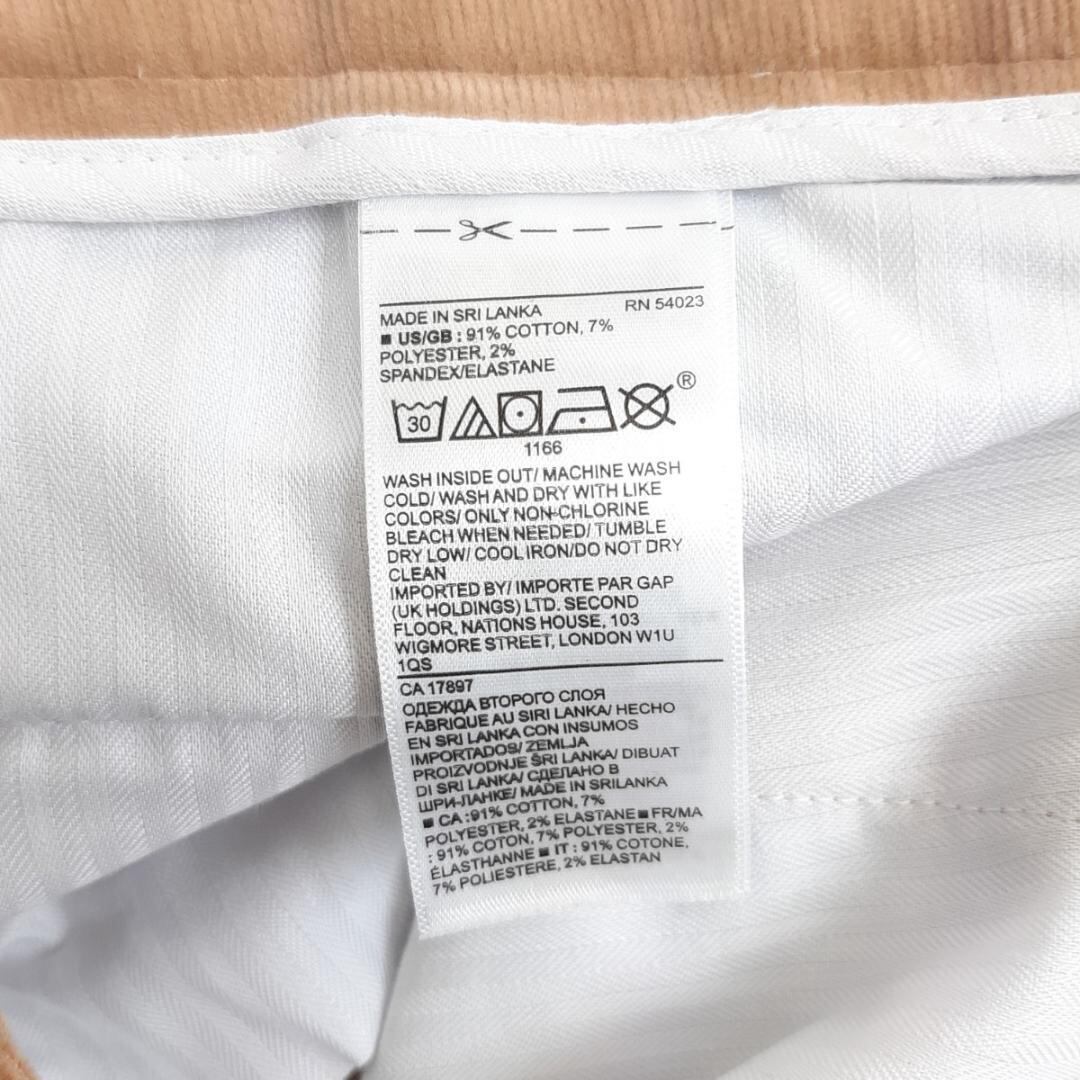 MADE IN SRI LANKA RN 54023
■ US/GB : 91% COTTON, 7%
POLYESTER, 2%
SPANDEX/ELASTANE
30 ®
1166
WASH INSIDE OUT/ MACHINE WASH
COLD/ WASH AND DRY WITH LIKE
COLORS/ ONLY NON-CHLORINE
BLEACH WHEN NEEDED/ TUMBLE
DRY LOW/ COOL IRON/DO NOT DRY
CLEAN
IMPORTED BY/ IMPORTE PAR GAP
(UK HOLDINGS) LTD. SECOND
FLOOR, NATIONS HOUSE, 103
WIGMORE STREET, LONDON W1U
1QS
CA 17897
ОДЕЖДА ВТОРОГО СЛОЯ
FABRIQUE AU SIRI LANKA/ HECHO
EN SRI LANKA CON INSUMOS
IMPORTADOS/ ZEMLJA
PROIZVODNJE ŠRI LANKA/ DIBUAT
DI SRI LANKA/ СДЕЛАНО В
ШРИ-ЛАНКЕ/ MADE IN SRILANKA
■ CA :91% COTTON, 7%
POLYESTER, 2% ELASTANE ■ FR/MA
: 91% COTON, 7% POLYESTER, 2%
ÉLASTHANNE ■ IT : 91% COTONE,
7% POLIESTERE, 2% ELASTAN